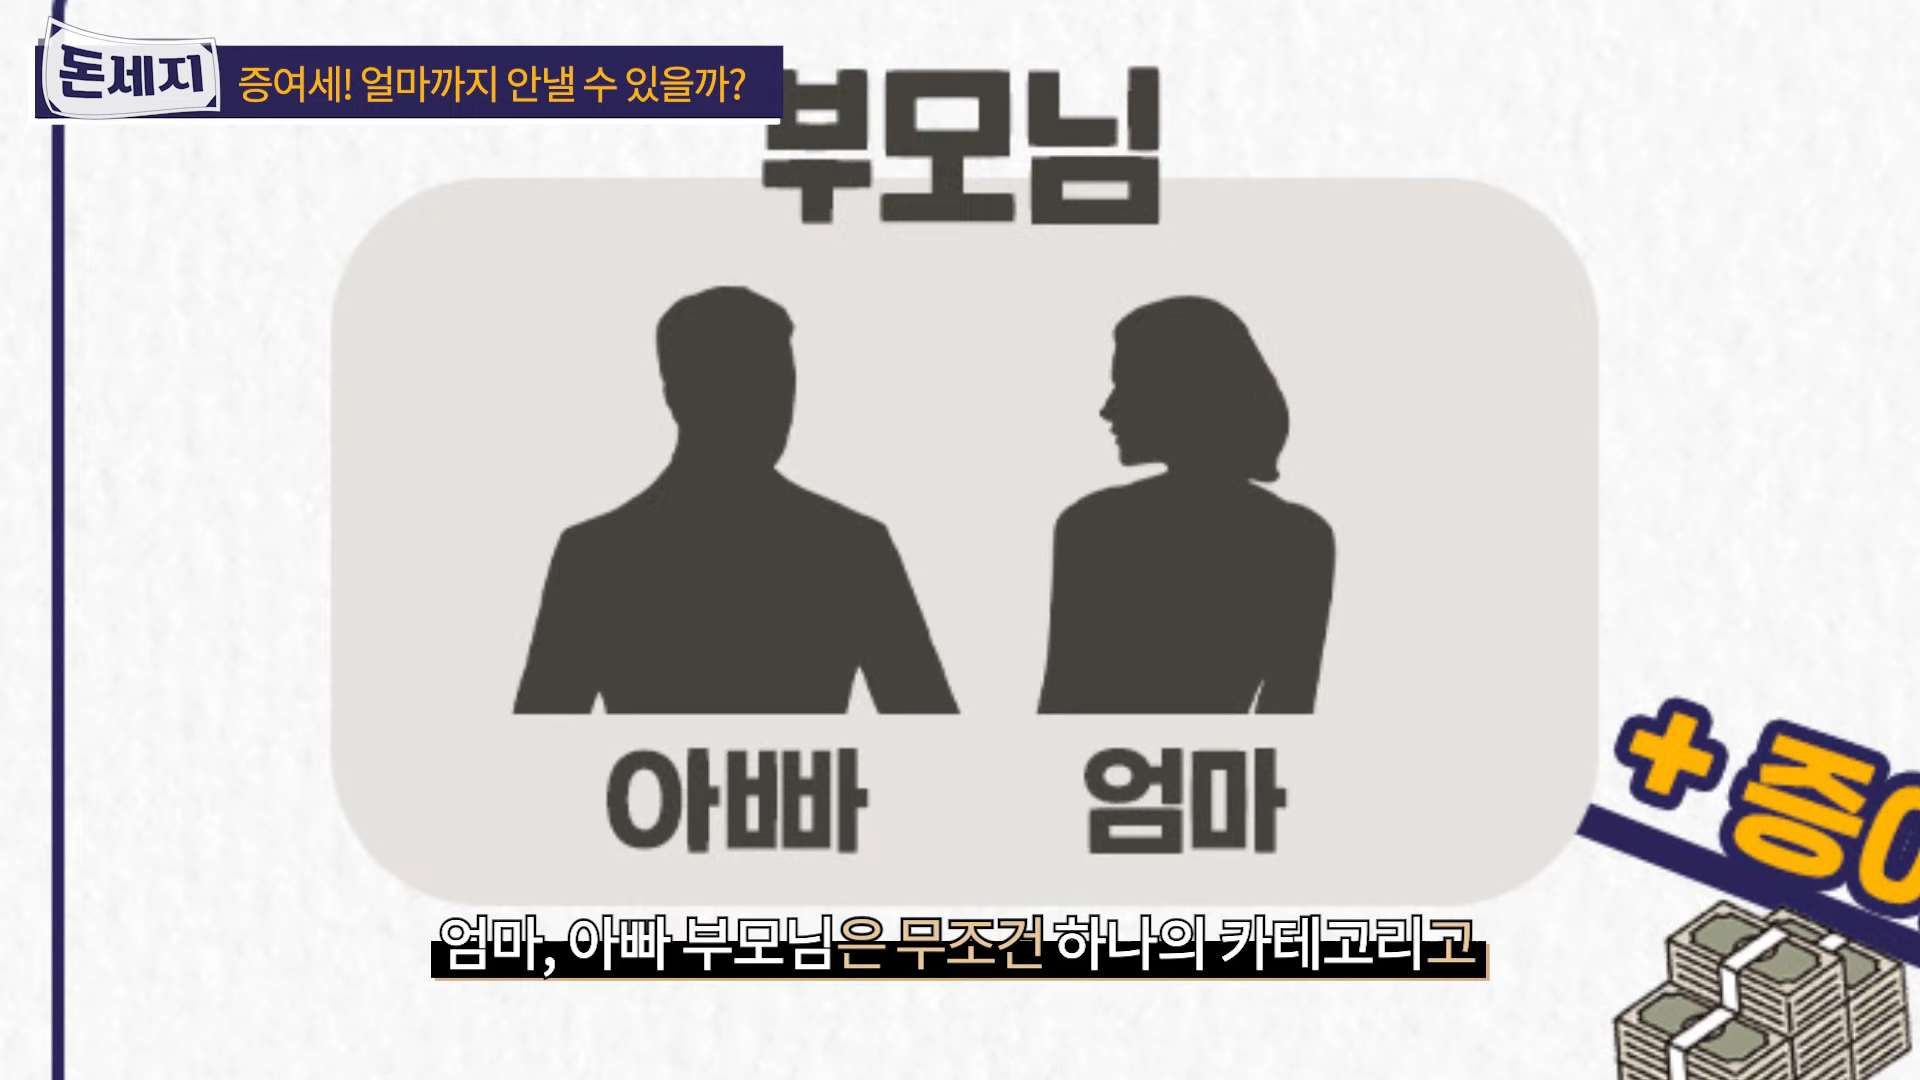 돈세지
증여세! 얼마까지 안낼 수 있을까?
부모님
아빠
엄마
+ 증
엄마, 아빠 부모님은 무조건 하나의 카테고리고